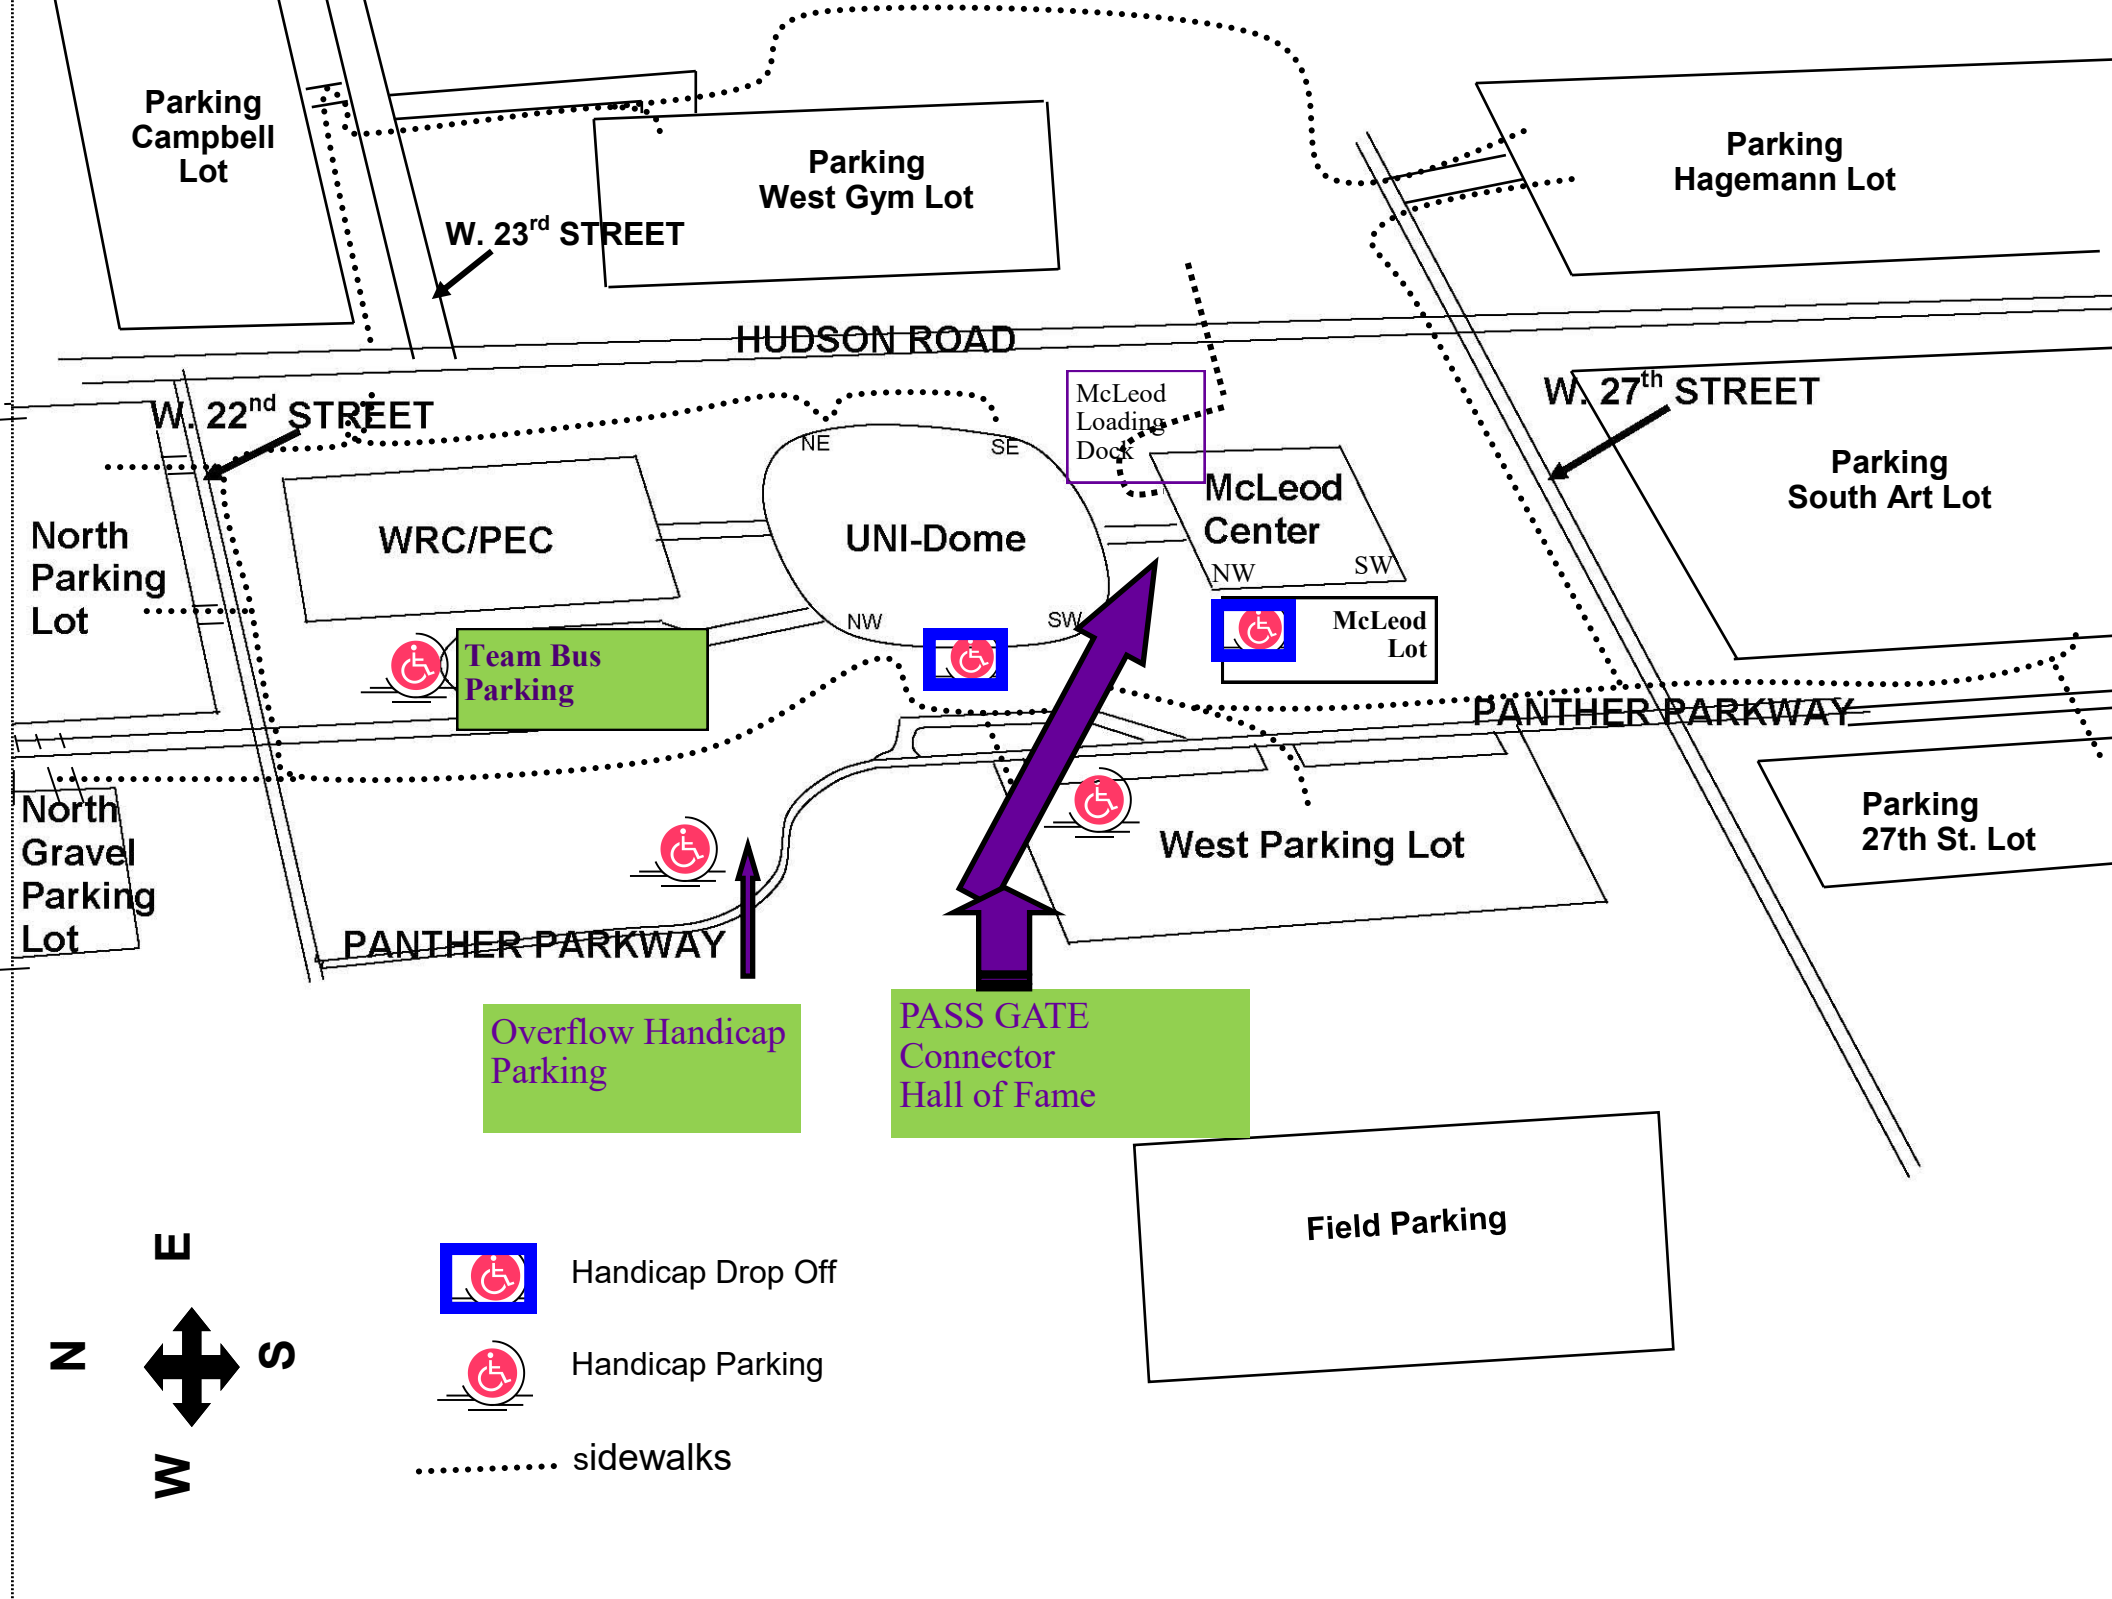 Parking
Campbell
Lot
Parking
West Gym Lot
Parking
Hagemann Lot
W. 23rd STREET
HUDSON ROAD
W. 22nd STREET
McLeod
Loading
Dock
W. 27th STREET
NE
SE
Parking
South Art Lot
North
Parking
Lot
WRC/PEC
UNI-Dome
McLeod
Center
NW
SW
NW
SW
Team Bus
Parking
McLeod
Lot
PANTHER PARKWAY
North
Gravel
Parking
Lot
West Parking Lot
Parking
27th St. Lot
PANTHER PARKWAY
Overflow Handicap
Parking
PASS GATE
Connector
Hall of Fame
Field Parking
E
N
S
W
Handicap Drop Off
Handicap Parking
sidewalks